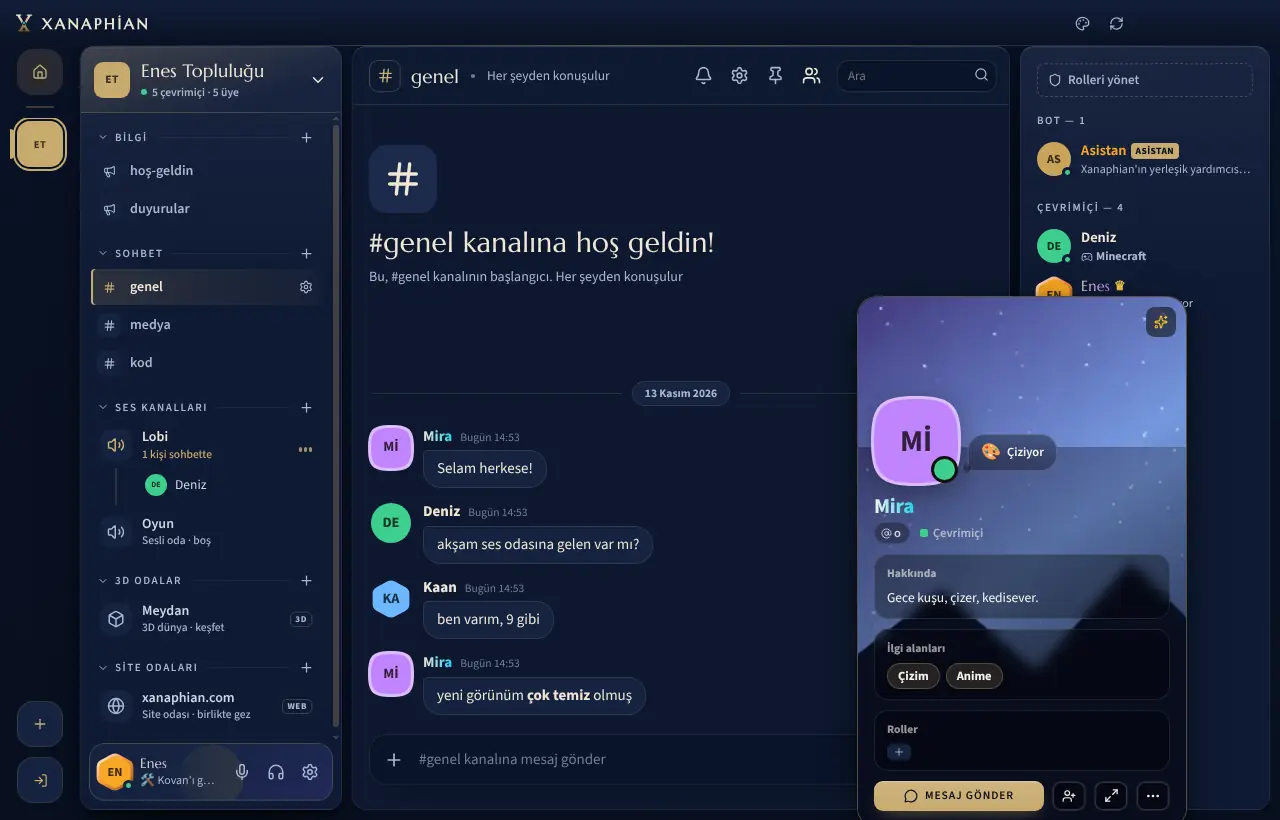 XANAPHİAN
ET
ET
Enes Topluluğu
5 çevrimiçi · 5 üye
BİLGİ
hoş-geldin
duyurular
SOHBET
# genel
# medya
# kod
SES KANALLARI
Lobi
1 kişi sohbette
DE Deniz
Oyun
Sesli oda · boş
3D ODALAR
Meydan
3D dünya · keşfet
3D
SİTE ODALARI
xanaphian.com
Site odası · birlikte gez
WEB
EN
Enes
Kovan'ı g...
# genel • Her şeyden konuşulur
Ara
#
#genel kanalına hoş geldin!
Bu, #genel kanalının başlangıcı. Her şeyden konuşulur
13 Kasım 2026
Mİ
Mira Bugün 14:53
Selam herkese!
DE
Deniz Bugün 14:53
akşam ses odasına gelen var mı?
KA
Kaan Bugün 14:53
ben varım, 9 gibi
Mİ
Mira Bugün 14:53
yeni görünüm çok temiz olmuş
#genel kanalına mesaj gönder
Rolleri yönet
BOT — 1
AS
Asistan ASİSTAN
Xanaphian'ın yerleşik yardımcıs...
ÇEVRİMİÇİ — 4
DE
Deniz
Minecraft
EN
Enes
Mİ
Çiziyor
Mira
@o
Çevrimiçi
Hakkında
Gece kuşu, çizer, kedisever.
İlgi alanları
Çizim
Anime
Roller
+
MESAJ GÖNDER